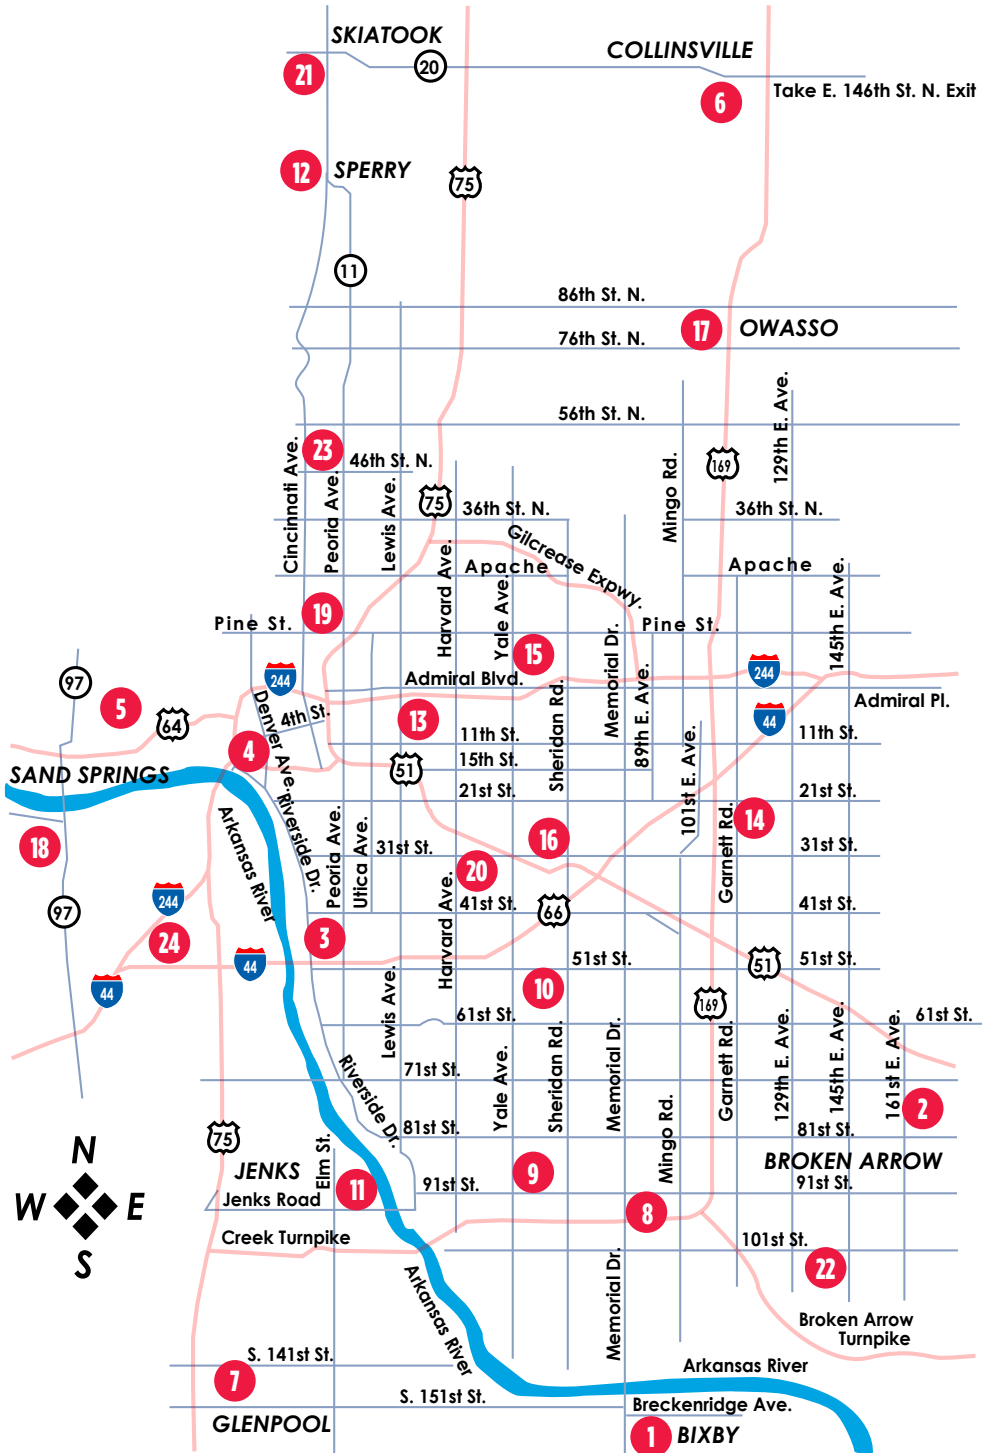 SKIATOOK
COLLINSVILLE
20
21
6
Take E. 146th St. N. Exit
12
SPERRY
75
11
86th St. N.
17
OWASSO
76th St. N.
129th E. Ave.
56th St. N.
Cincinnati Ave.
23
46th St. N.
Peoria Ave.
Lewis Ave.
Mingo Rd.
169
75
36th St. N.
36th St. N.
Gilcrease Expwy.
Harvard Ave.
Apache
Apache
Yale Ave.
145th E. Ave.
19
Pine St.
Pine St.
15
Memorial Dr.
89th E. Ave.
97
244
Admiral Blvd.
244
Admiral Pl.
5
64
Denver Ave.
4th St.
13
Sheridan Rd.
44
11th St.
11th St.
4
15th St.
101st E. Ave.
SAND SPRINGS
51
21st St.
21st St.
Riverside Dr.
Arkansas River
Peoria Ave.
Utica Ave.
14
Garnett Rd.
18
31st St.
16
31st St.
20
Harvard Ave.
244
97
41st St.
66
41st St.
24
3
44
44
51st St.
51
51st St.
10
Lewis Ave.
169
61st St.
61st St.
Yale Ave.
Sheridan Rd.
Memorial Dr.
Garnett Rd.
129th E. Ave.
145th E. Ave.
161st E. Ave.
Riverside Dr.
71st St.
2
Mingo Rd.
75
81st St.
81st St.
N
W E
S
JENKS
Elm St.
BROKEN ARROW
11
9
91st St.
91st St.
Jenks Road
8
Creek Turnpike
101st St.
22
Arkansas River
Memorial Dr.
Broken Arrow
Turnpike
S. 141st St.
Arkansas River
7
S. 151st St.
Breckenridge Ave.
GLENPOOL
1
BIXBY